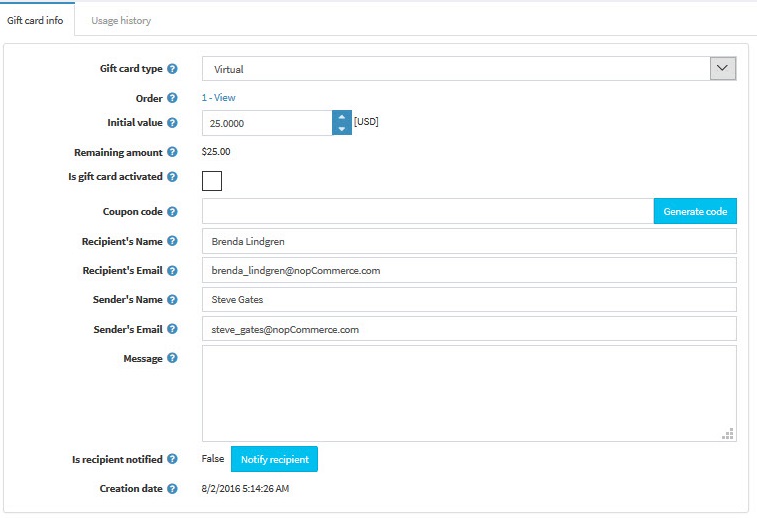 Gift card info Usage history
Gift card type ? Virtual
Order ? 1 - View
Initial value ? 25.0000 [USD]
Remaining amount ? $25.00
Is gift card activated ?
Coupon code ? Generate code
Recipient's Name ? Brenda Lindgren
Recipient's Email ? brenda_lindgren@nopCommerce.com
Sender's Name ? Steve Gates
Sender's Email ? steve_gates@nopCommerce.com
Message ?
Is recipient notified ? False Notify recipient
Creation date ? 8/2/2016 5:14:26 AM